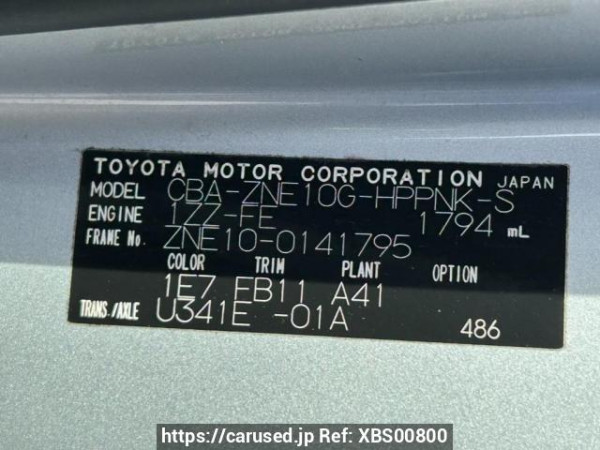 TOYOTA MOTOR CORPORATION JAPAN
MODEL CBA-ZNE10G-HPPNK-S
ENGINE 1ZZ-FE 1794 mL
FRAME No. ZNE10-0141795
COLOR TRIM PLANT OPTION
1E7 FB11 A41
TRANS./AXLE U341E -01A 486
https://carused.jp Ref: XBS00800